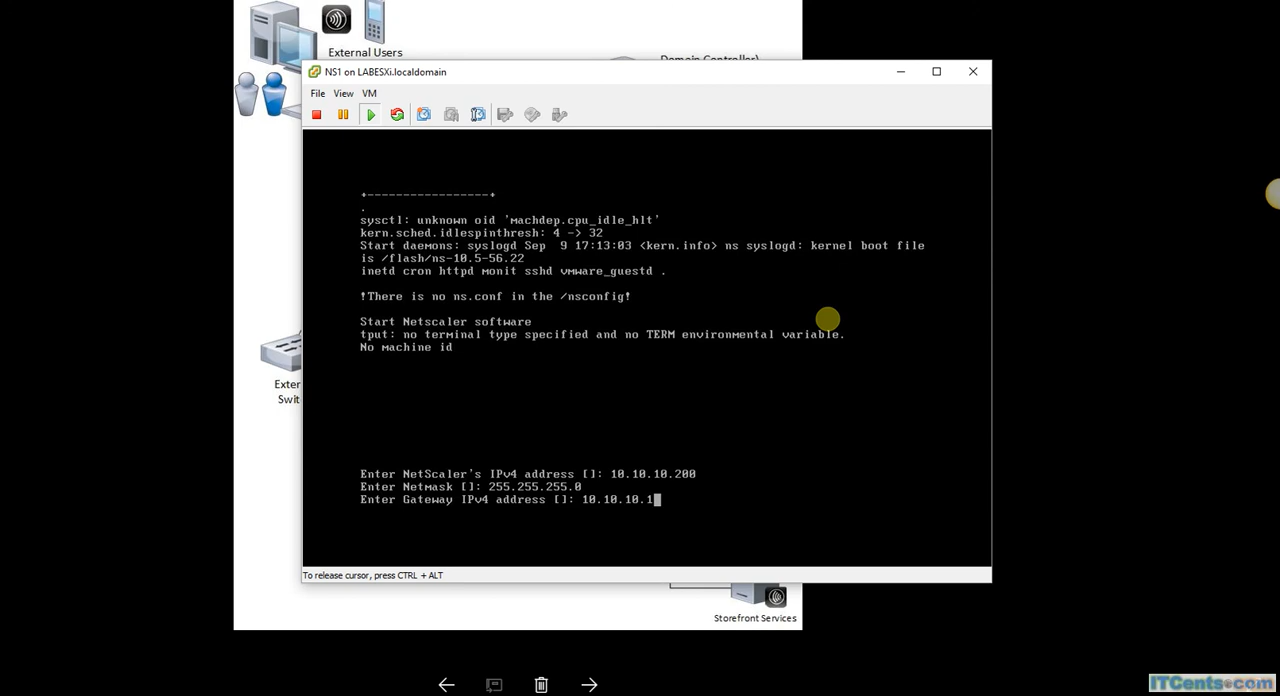 External Users
Domain Controller)
NS1 on LABESXi.localdomain
File View VM
+-----------------+
.
sysctl: unknown oid 'machdep.cpu_idle_hlt'
kern.sched.idlespinthresh: 4 -> 32
Start daemons: syslogd Sep  9 17:13:03 <kern.info> ns syslogd: kernel boot file
is /flash/ns-10.5-56.22
inetd cron httpd monit sshd vmware_guestd .
!There is no ns.conf in the /nsconfig!
Start Netscaler software
tput: no terminal type specified and no TERM environmental variable.
No machine id
Exter
Swit
Enter NetScaler's IPv4 address []: 10.10.10.200
Enter Netmask []: 255.255.255.0
Enter Gateway IPv4 address []: 10.10.10.1
To release cursor, press CTRL + ALT
Storefront Services
ITCents.com